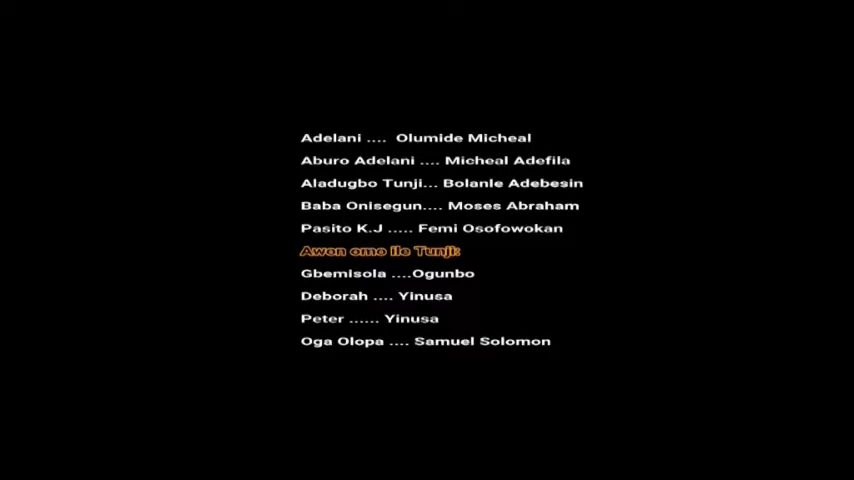 Adelani .... Olumide Micheal
Aburo Adelani .... Micheal Adefila
Aladugbo Tunji... Bolanle Adebesin
Baba Onisegun.... Moses Abraham
Pasito K.J ..... Femi Osofowokan
Awon omo ile Tunji:
Gbemisola ....Ogunbo
Deborah .... Yinusa
Peter ...... Yinusa
Oga Olopa .... Samuel Solomon